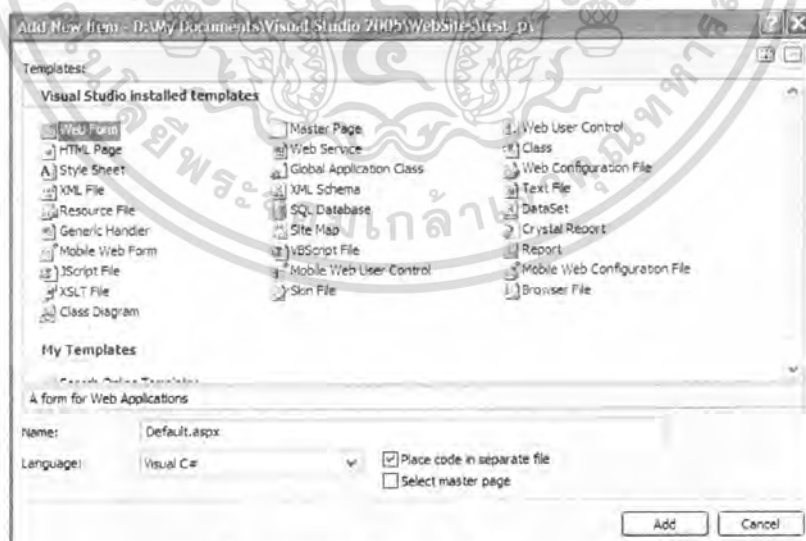 Add New Item - D:\My Documents\Visual Studio 2005\WebSites\test_p\
Templates:
Visual Studio installed templates
Web Form Master Page Web User Control
HTML Page Web Service Class
Style Sheet Global Application Class Web Configuration File
XML File XML Schema Text File
Resource File SQL Database DataSet
Generic Handler Site Map Crystal Report
Mobile Web Form VBScript File Report
JScript File Mobile Web User Control Mobile Web Configuration File
XSLT File Skin File Browser File
Class Diagram
My Templates
A form for Web Applications
Name: Default.aspx
Language: Visual C#
Place code in separate file
Select master page
Add Cancel